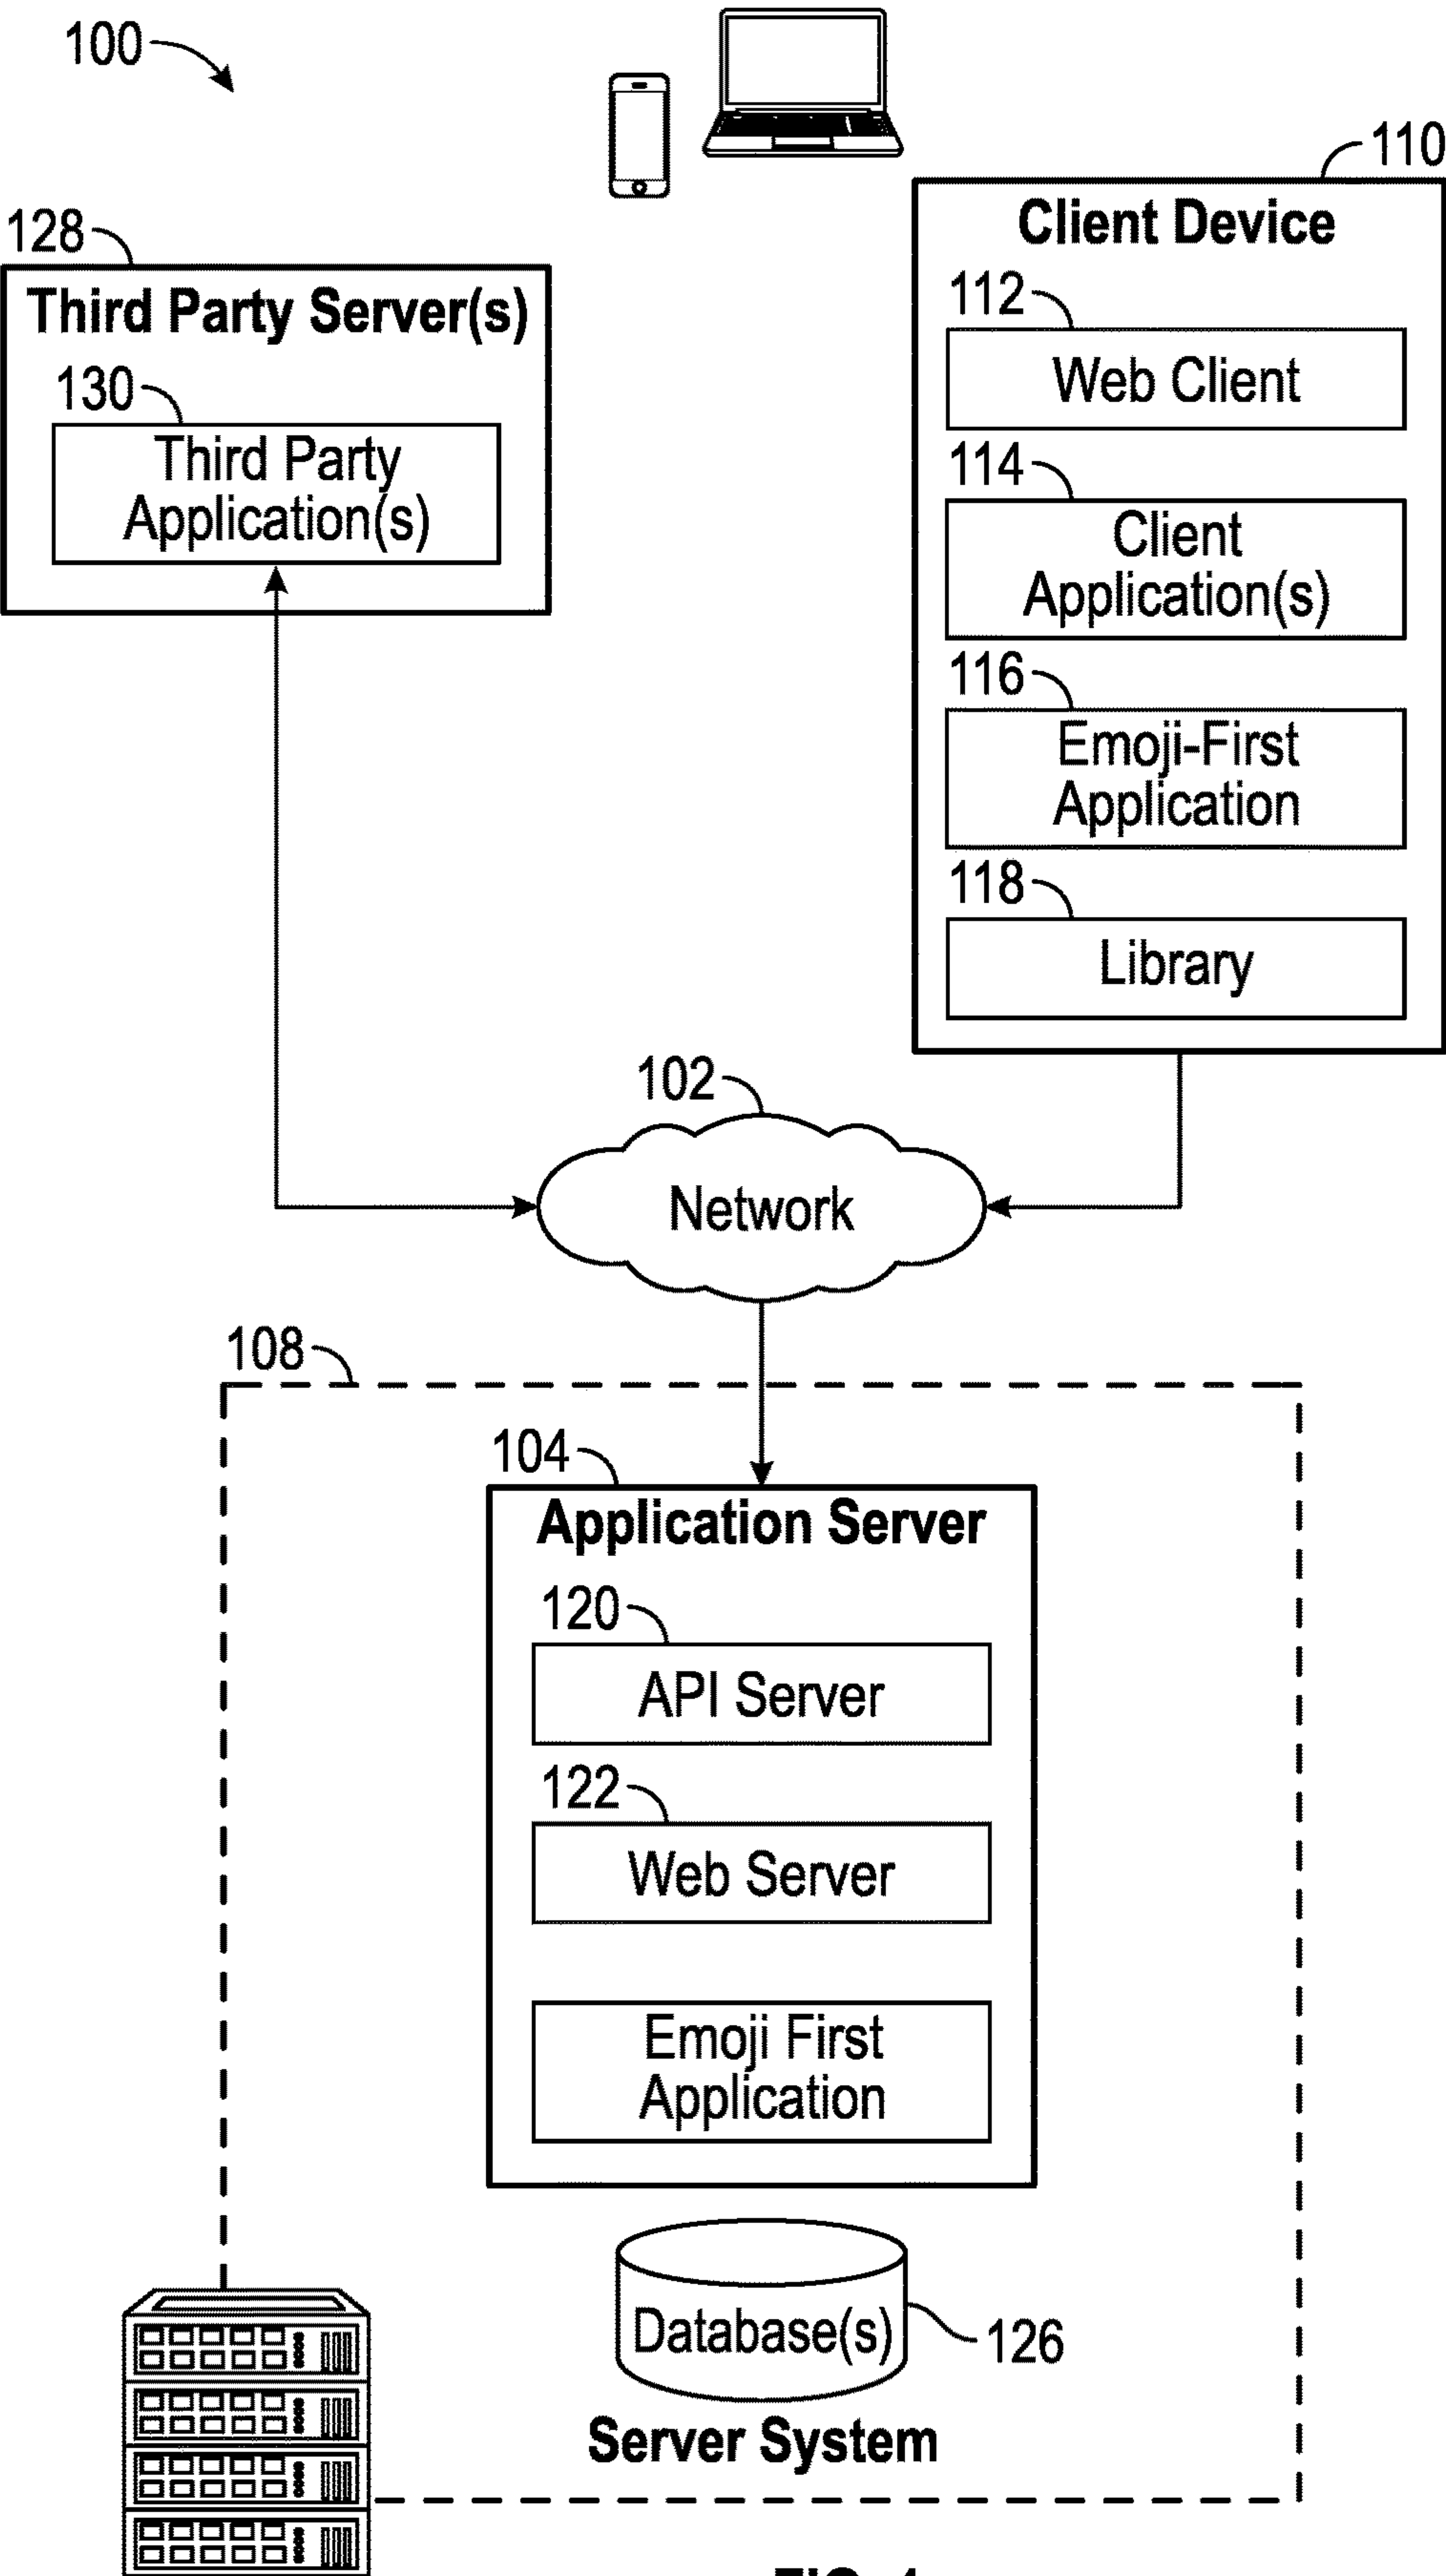 100
110
Client Device
128
Third Party Server(s)
112
Web Client
130
Third Party
Application(s)
114
Client
Application(s)
116
Emoji-First
Application
118
Library
102
Network
108
104
Application Server
120
API Server
122
Web Server
Emoji First
Application
Database(s)
126
Server System